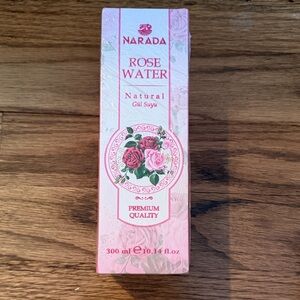 NARADA
ROSE
WATER
Natural
Gül Suyu
PREMIUM
QUALITY
300 ml ℮ 10.14 fl.oz